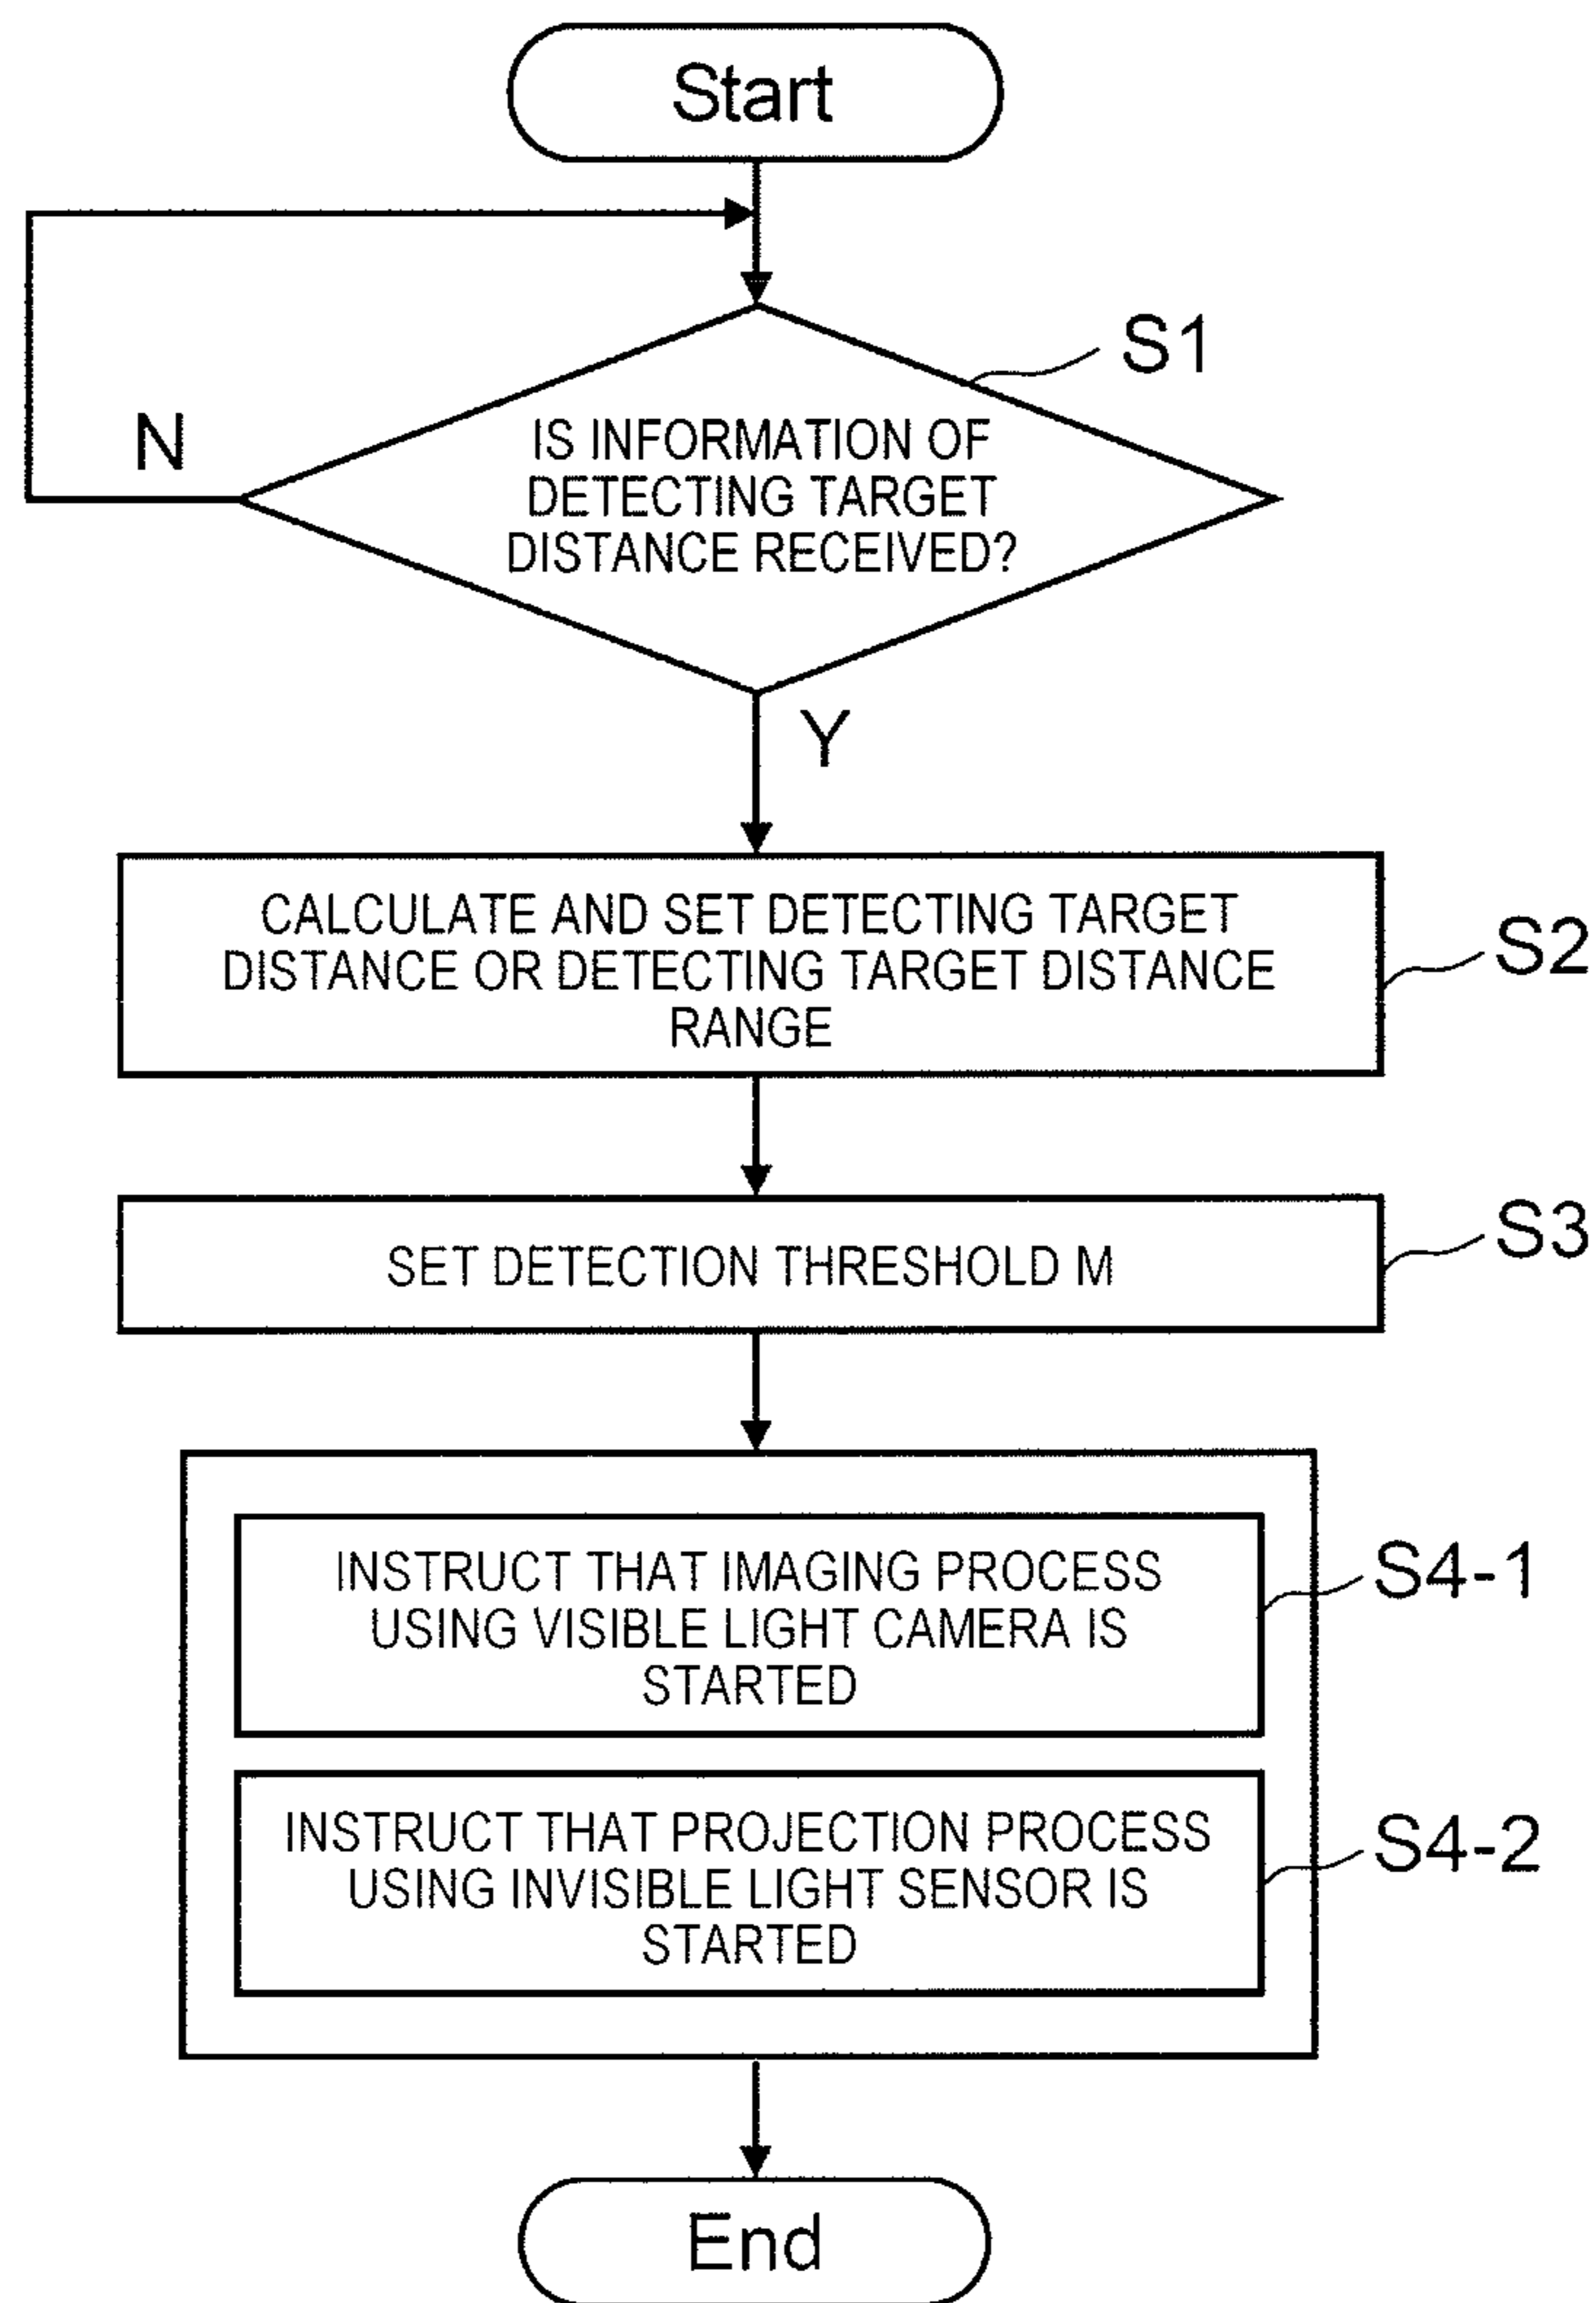 Start
S1
IS INFORMATION OF
DETECTING TARGET
DISTANCE RECEIVED?
N
Y
CALCULATE AND SET DETECTING TARGET
DISTANCE OR DETECTING TARGET DISTANCE
RANGE
S2
SET DETECTION THRESHOLD M
S3
INSTRUCT THAT IMAGING PROCESS
USING VISIBLE LIGHT CAMERA IS
STARTED
S4-1
INSTRUCT THAT PROJECTION PROCESS
USING INVISIBLE LIGHT SENSOR IS
STARTED
S4-2
End